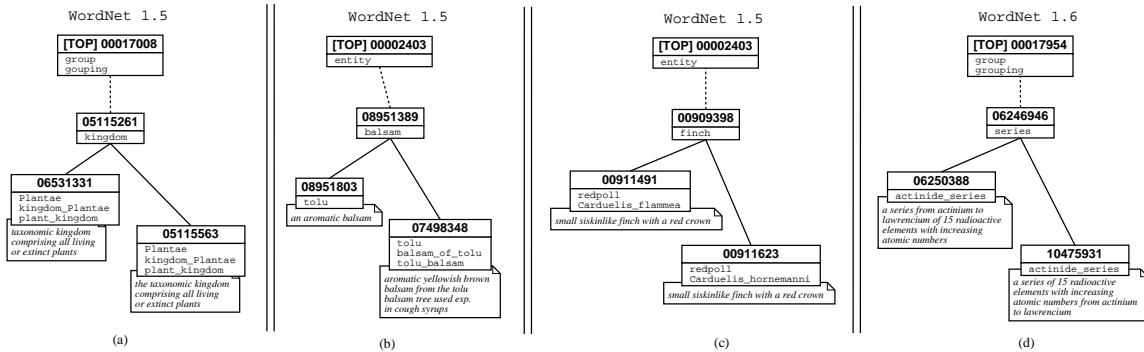 WordNet 1.5
[TOP] 00017008
group
gouping
05115261
kingdom
06531331
Plantae
kingdom_Plantae
plant_kingdom
taxonomic kingdom
comprising all living
or extinct plants
05115563
Plantae
kingdom_Plantae
plant_kingdom
the taxonomic kingdom
comprising all living
or extinct plants
(a)
WordNet 1.5
[TOP] 00002403
entity
08951389
balsam
08951803
tolu
an aromatic balsam
07498348
tolu
balsam_of_tolu
tolu_balsam
aromatic yellowish brown
balsam from the tolu
balsam tree used esp.
in cough syrups
(b)
WordNet 1.5
[TOP] 00002403
entity
00909398
finch
00911491
redpoll
Carduelis_flammea
small siskinlike finch with a red crown
00911623
redpoll
Carduelis_hornemanni
small siskinlike finch with a red crown
(c)
WordNet 1.6
[TOP] 00017954
group
grouping
06246946
series
06250388
actinide_series
a series from actinium to
lawrencium of 15 radioactive
elements with increasing
atomic numbers
10475931
actinide_series
a series of 15 radioactive
elements with increasing
atomic numbers from actinium
to lawrencium
(d)